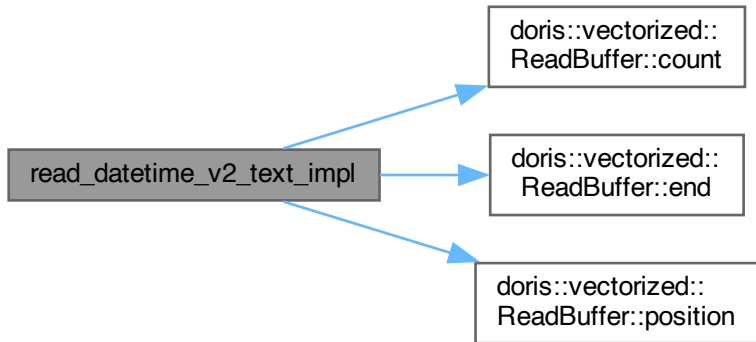 doris::vectorized::
ReadBuffer::count
read_datetime_v2_text_impl
doris::vectorized::
ReadBuffer::end
doris::vectorized::
ReadBuffer::position